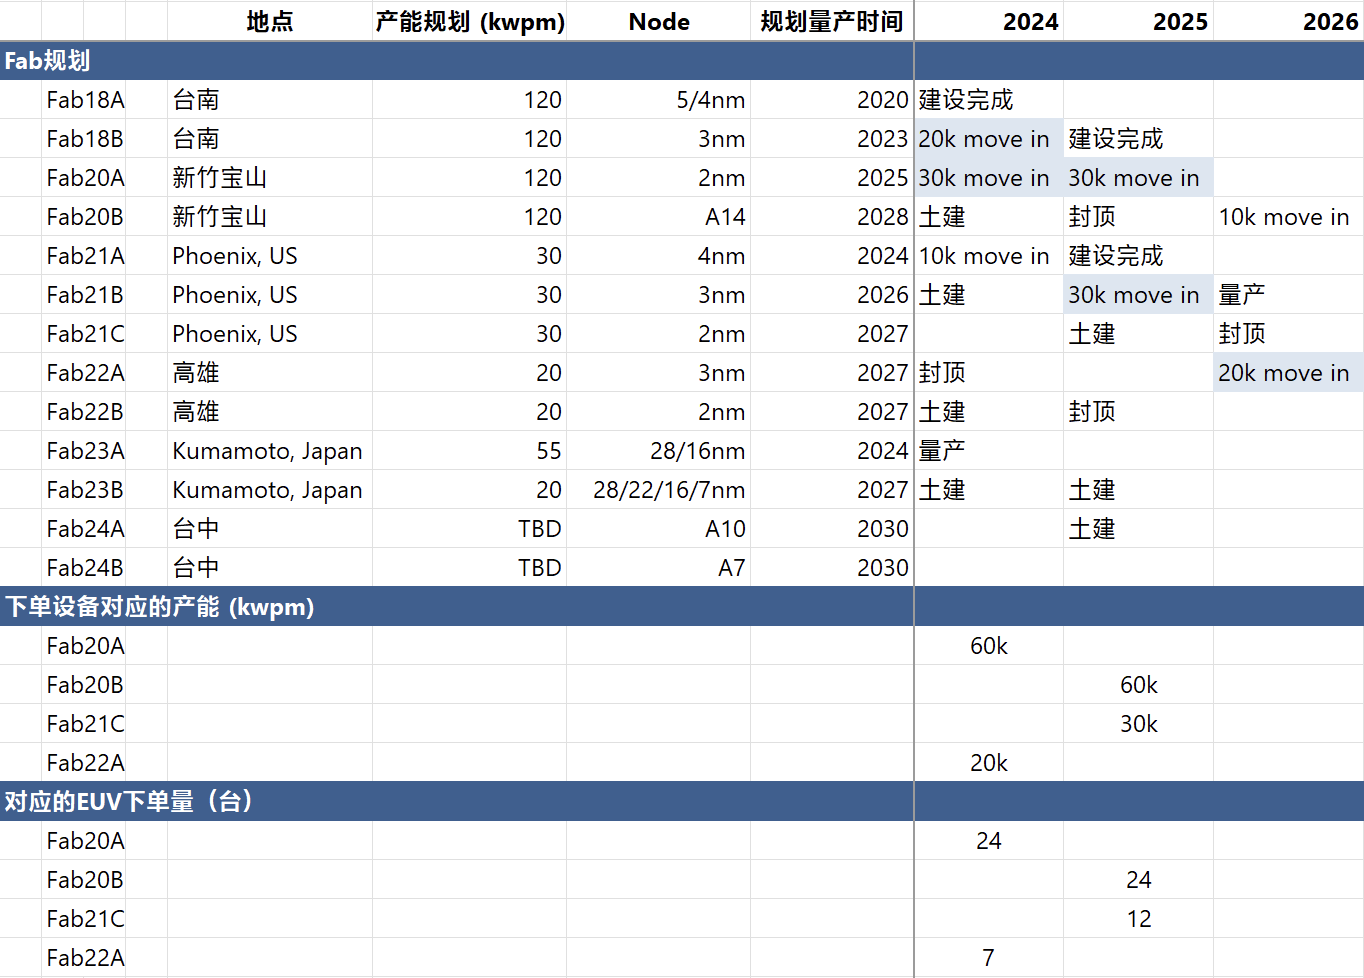 地点 产能规划 (kwpm) Node 规划量产时间 2024 2025 2026
Fab规划
Fab18A 台南 120 5/4nm 2020 建设完成
Fab18B 台南 120 3nm 2023 20k move in 建设完成
Fab20A 新竹宝山 120 2nm 2025 30k move in 30k move in
Fab20B 新竹宝山 120 A14 2028 土建 封顶 10k move in
Fab21A Phoenix, US 30 4nm 2024 10k move in 建设完成
Fab21B Phoenix, US 30 3nm 2026 土建 30k move in 量产
Fab21C Phoenix, US 30 2nm 2027 土建 封顶
Fab22A 高雄 20 3nm 2027 封顶 20k move in
Fab22B 高雄 20 2nm 2027 土建 封顶
Fab23A Kumamoto, Japan 55 28/16nm 2024 量产
Fab23B Kumamoto, Japan 20 28/22/16/7nm 2027 土建 土建
Fab24A 台中 TBD A10 2030 土建
Fab24B 台中 TBD A7 2030
下单设备对应的产能 (kwpm)
Fab20A 60k
Fab20B 60k
Fab21C 30k
Fab22A 20k
对应的EUV下单量（台）
Fab20A 24
Fab20B 24
Fab21C 12
Fab22A 7